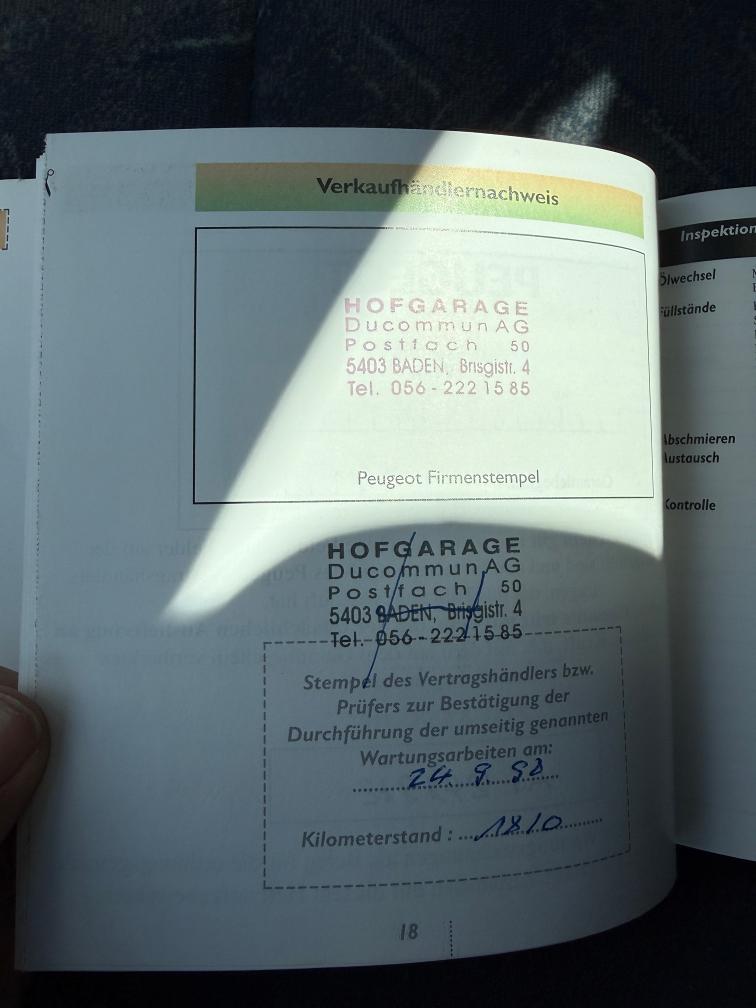 Verkaufhändlernachweis
HOFGARAGE
Ducommun AG
Postfach 50
5403 BADEN, Brisgistr. 4
Tel. 056-222 15 85
Peugeot Firmenstempel
HOFGARAGE
Ducommun AG
Postfach 50
5403 BADEN, Brisgistr. 4
Tel. 056-222 15 85
Stempel des Vertragshändlers bzw.
Prüfers zur Bestätigung der
Durchführung der umseitig genannten
Wartungsarbeiten am:
24. 9. 98
Kilometerstand : 1810
18
Inspektion
Ölwechsel
Füllstände
Abschmieren
Austausch
Kontrolle